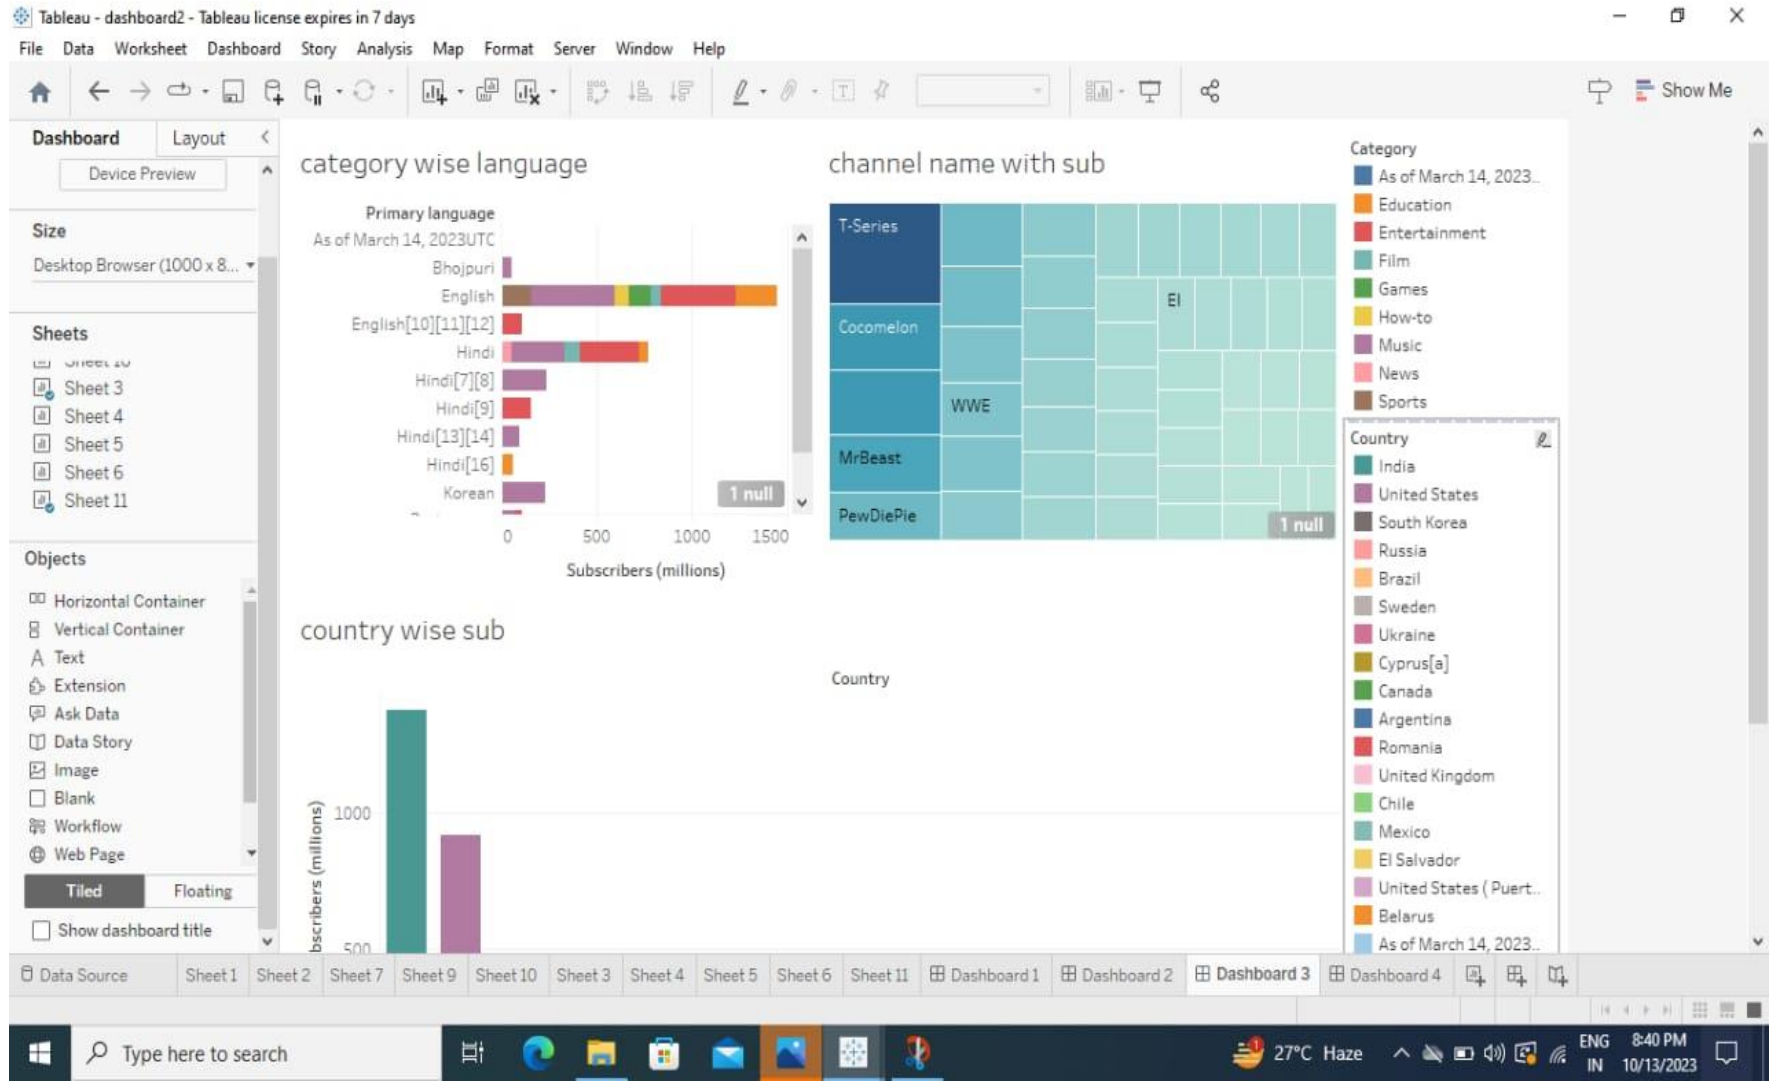 Tableau - dashboard2 - Tableau license expires in 7 days
File Data Worksheet Dashboard Story Analysis Map Format Server Window Help
Show Me
Dashboard Layout
Device Preview
Size
Desktop Browser (1000 x 8...
Sheets
Sheet 10
Sheet 3
Sheet 4
Sheet 5
Sheet 6
Sheet 11
Objects
Horizontal Container
Vertical Container
Text
Extension
Ask Data
Data Story
Image
Blank
Workflow
Web Page
Tiled Floating
Show dashboard title
category wise language
Primary language
As of March 14, 2023UTC
Bhojpuri
English
English[10][11][12]
Hindi
Hindi[7][8]
Hindi[9]
Hindi[13][14]
Hindi[16]
Korean
1 null
0 500 1000 1500
Subscribers (millions)
channel name with sub
T-Series
Cocomelon
MrBeast
PewDiePie
WWE
El
1 null
country wise sub
Country
1000
500
bscribers (millions)
Category
As of March 14, 2023..
Education
Entertainment
Film
Games
How-to
Music
News
Sports
Country
India
United States
South Korea
Russia
Brazil
Sweden
Ukraine
Cyprus[a]
Canada
Argentina
Romania
United Kingdom
Chile
Mexico
El Salvador
United States ( Puert..
Belarus
As of March 14, 2023..
Data Source Sheet 1 Sheet 2 Sheet 7 Sheet 9 Sheet 10 Sheet 3 Sheet 4 Sheet 5 Sheet 6 Sheet 11 Dashboard 1 Dashboard 2 Dashboard 3 Dashboard 4
Type here to search
27°C Haze
ENG
IN
8:40 PM
10/13/2023